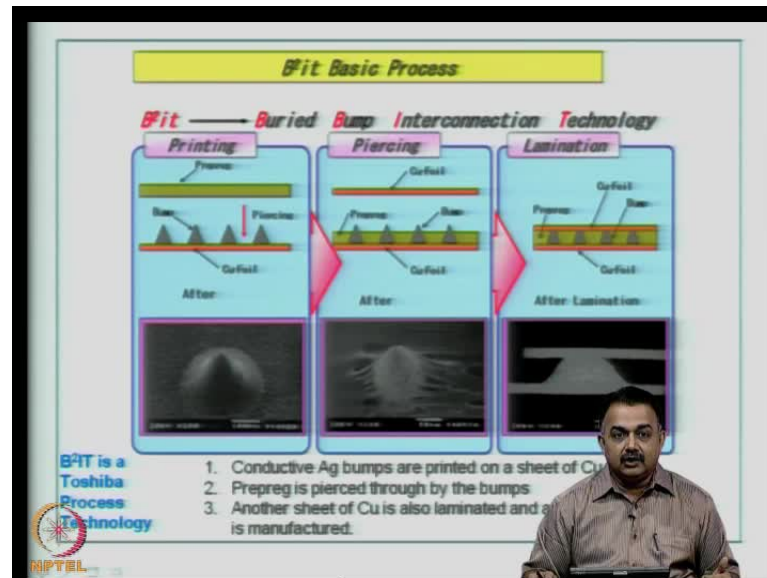 B²it Basic Process
B²it Buried Bump Interconnection Technology
Printing
Prepreg
Bump
Piercing
Cu Foil
After
Piercing
Cu Foil
Prepreg
Bump
Cu Foil
After
Lamination
Cu Foil
Prepreg
Bump
Cu Foil
After Lamination
B²IT is a
Toshiba
Process
Technology
1. Conductive Ag bumps are printed on a sheet of Cu
2. Prepreg is pierced through by the bumps
3. Another sheet of Cu is also laminated and a
is manufactured.
NPTEL